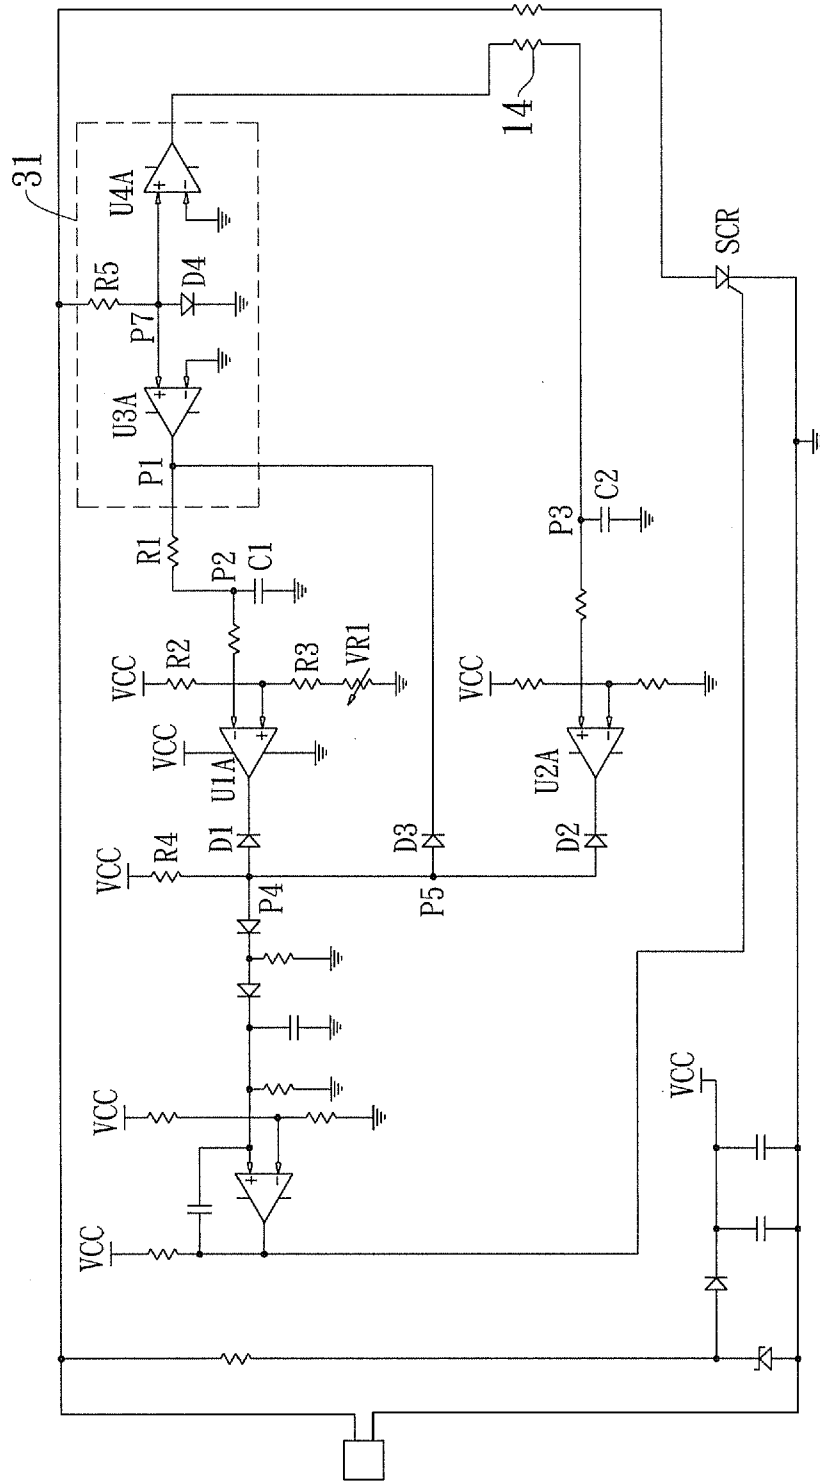 31
14
U4A
+
−
R5
D4
P7
U3A
+
−
P1
R1
P2
C1
VCC
R2
R3
VR1
VCC
U1A
−
+
D1
VCC
R4
P4
D3
P5
P3
C2
VCC
U2A
+
−
D2
SCR
VCC
+
−
VCC
VCC